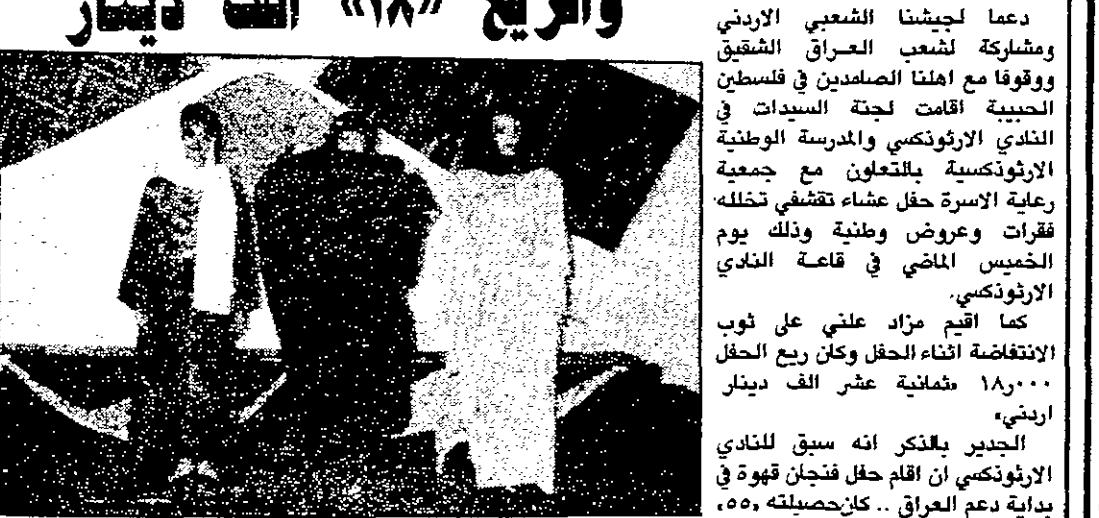 والريع «١٨» الف دينار
دعما لجيشنا الشعبي الاردني
ومشاركة لشعب العراق الشقيق
ووقوفا مع اهلنا الصامدين في فلسطين
الحبيبة اقامت لجنة السيدات في
النادي الارثوذكسي والمدرسة الوطنية
الارثوذكسية بالتعاون مع جمعية
رعاية الاسرة حفل عشاء تقشفي تخلله
فقرات وعروض وطنية وذلك يوم
الخميس الماضي في قاعة النادي
الارثوذكسي.
كما اقيم مزاد علني على ثوب
الانتفاضة اثناء الحفل وكان ريع الحفل
١٨٫٠٠٠ «ثمانية عشر الف دينار
اردني»
الجدير بالذكر انه سبق للنادي
الارثوذكسي ان اقام حفل فنجان قهوة في
بداية دعم العراق .. كان حصيلته «٥٥»